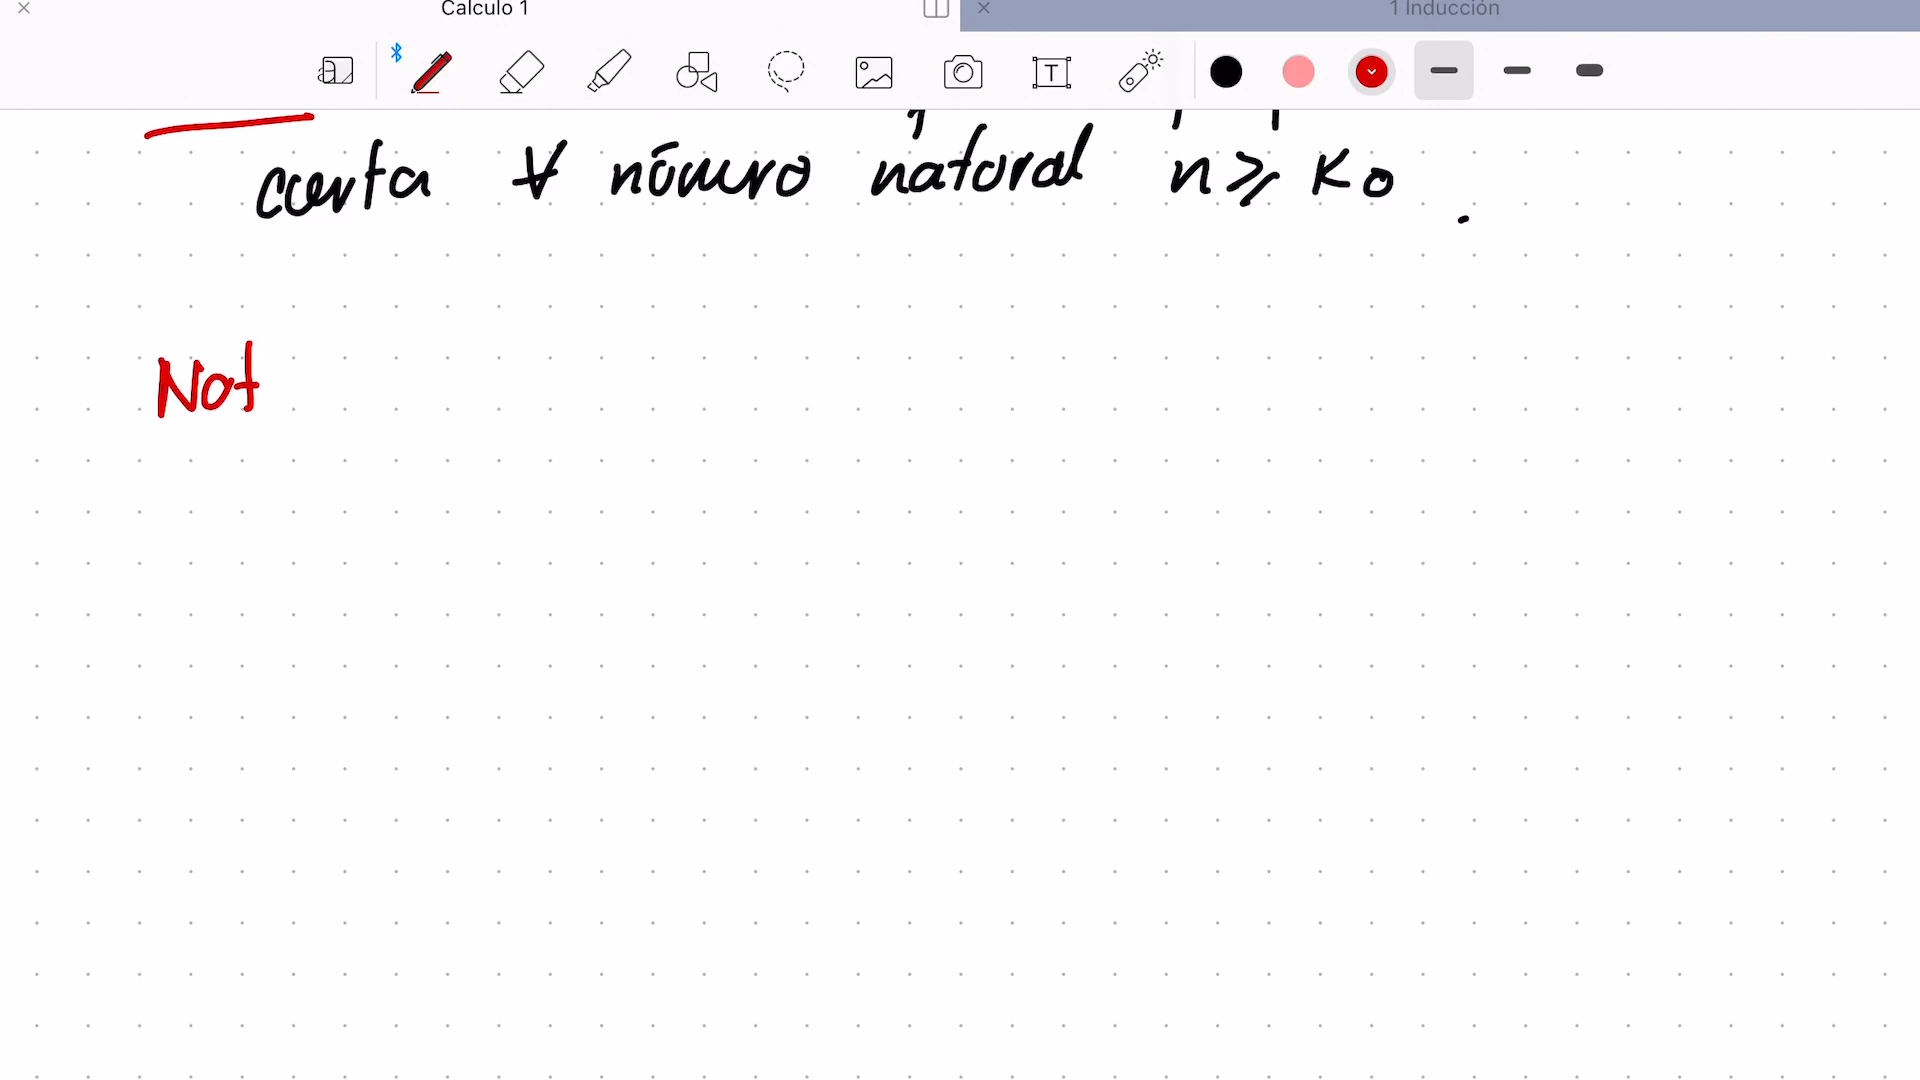 Calculo 1
1 Inducción
cierta ∀ número natural n ≥ K₀ .
Not